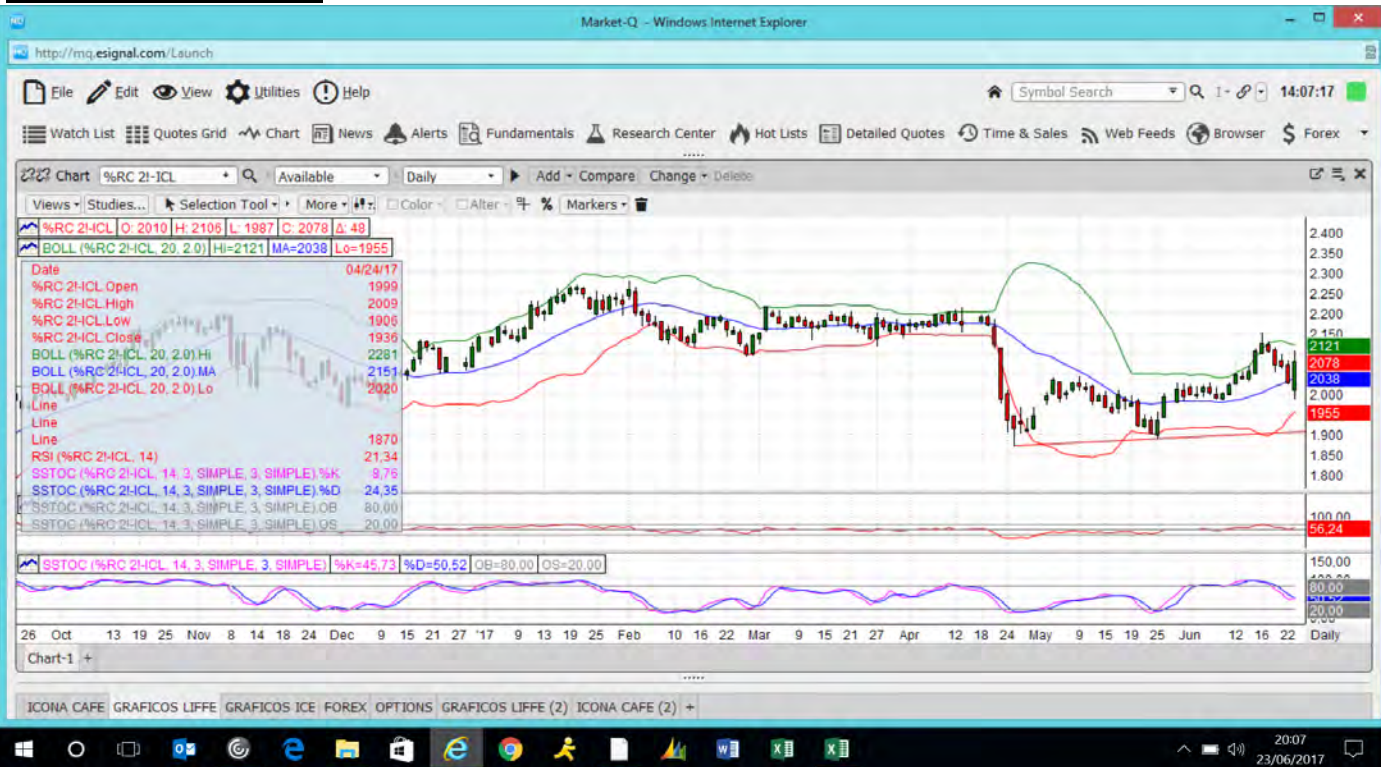 Market-Q - Windows Internet Explorer
http://mq.esignal.com/Launch
File Edit View Utilities Help Symbol Search 14:07:17
Watch List Quotes Grid Chart News Alerts Fundamentals Research Center Hot Lists Detailed Quotes Time & Sales Web Feeds Browser Forex
Chart %RC 2!-ICL Available Daily Add Compare Change Delete
Views Studies... Selection Tool More Color Alter % Markers
%RC 2!-ICL O: 2010 H: 2106 L: 1987 C: 2078 Δ: 48
BOLL (%RC 2!-ICL, 20, 2.0) Hi=2121 MA=2038 Lo=1955
Date 04/24/17
%RC 2!-ICL.Open 1999
%RC 2!-ICL.High 2009
%RC 2!-ICL.Low 1906
%RC 2!-ICL.Close 1936
BOLL (%RC 2!-ICL, 20, 2.0).Hi 2281
BOLL (%RC 2!-ICL, 20, 2.0).MA 2151
BOLL (%RC 2!-ICL, 20, 2.0).Lo 2020
Line
Line
Line 1870
RSI (%RC 2!-ICL, 14) 21,34
SSTOC (%RC 2!-ICL, 14, 3, SIMPLE, 3, SIMPLE).%K 9,76
SSTOC (%RC 2!-ICL, 14, 3, SIMPLE, 3, SIMPLE).%D 24,35
SSTOC (%RC 2!-ICL, 14, 3, SIMPLE, 3, SIMPLE).OB 80,00
SSTOC (%RC 2!-ICL, 14, 3, SIMPLE, 3, SIMPLE).OS 20,00
2.400
2.350
2.300
2.250
2.200
2.150
2121
2078
2038
2.000
1955
1.900
1.850
1.800
100,00
56,24
SSTOC (%RC 2!-ICL, 14, 3, SIMPLE, 3, SIMPLE) %K=45,73 %D=50,52 OB=80,00 OS=20,00
150,00
80,00
20,00
26 Oct 13 19 25 Nov 8 14 18 24 Dec 9 15 21 27 '17 9 13 19 25 Feb 10 16 22 Mar 9 15 21 27 Apr 12 18 24 May 9 15 19 25 Jun 12 16 22 Daily
Chart-1 +
ICONA CAFE GRAFICOS LIFFE GRAFICOS ICE FOREX OPTIONS GRAFICOS LIFFE (2) ICONA CAFE (2) +
20:07
23/06/2017